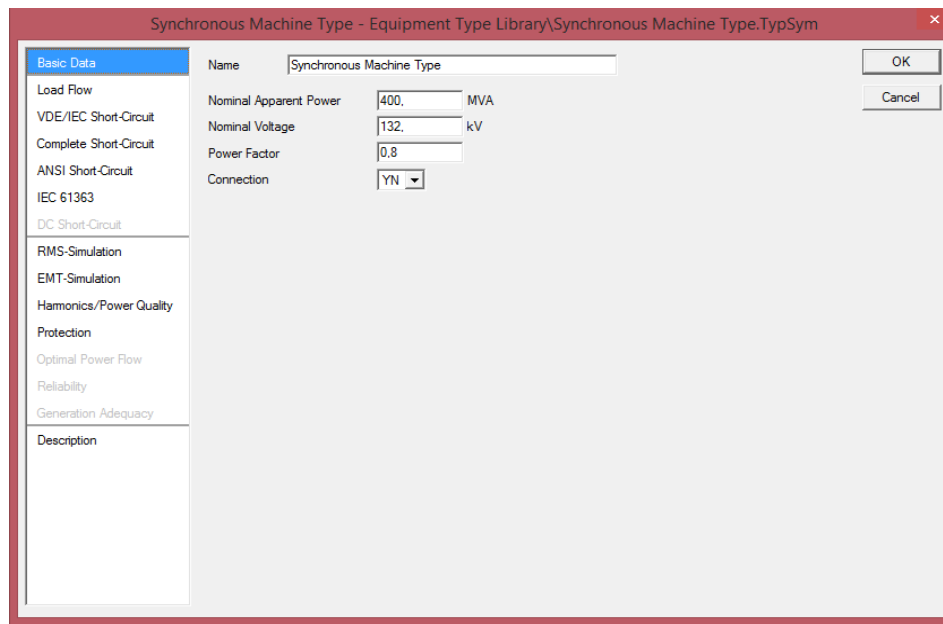 Synchronous Machine Type - Equipment Type Library\Synchronous Machine Type.TypSym
Basic Data
Load Flow
VDE/IEC Short-Circuit
Complete Short-Circuit
ANSI Short-Circuit
IEC 61363
DC Short-Circuit
RMS-Simulation
EMT-Simulation
Harmonics/Power Quality
Protection
Optimal Power Flow
Reliability
Generation Adequacy
Description
Name Synchronous Machine Type
Nominal Apparent Power 400, MVA
Nominal Voltage 132, kV
Power Factor 0,8
Connection YN
OK
Cancel